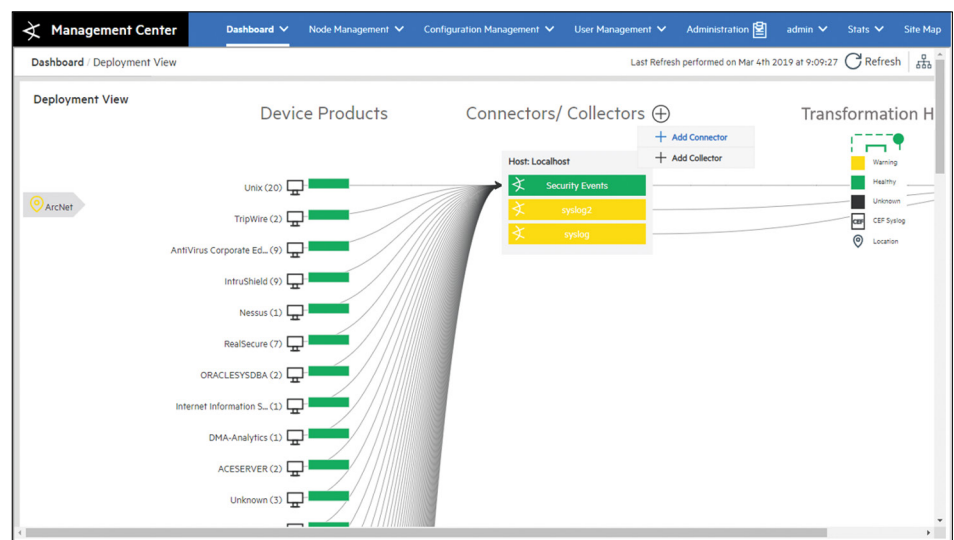 Management Center
Dashboard Node Management Configuration Management User Management Administration admin Stats Site Map
Dashboard / Deployment View
Last Refresh performed on Mar 4th 2019 at 9:09:27 Refresh
Deployment View
Device Products
Connectors/ Collectors
Transformation H
Add Connector
Add Collector
Host: Localhost
Security Events
syslog2
syslog
ArcNet
Unix (20)
TripWire (2)
AntiVirus Corporate Ed... (9)
IntruShield (9)
Nessus (1)
RealSecure (7)
ORACLESYSDBA (2)
Internet Information S... (1)
DMA-Analytics (1)
ACESERVER (2)
Unknown (3)
Warning
Healthy
Unknown
CEF CEF Syslog
Location